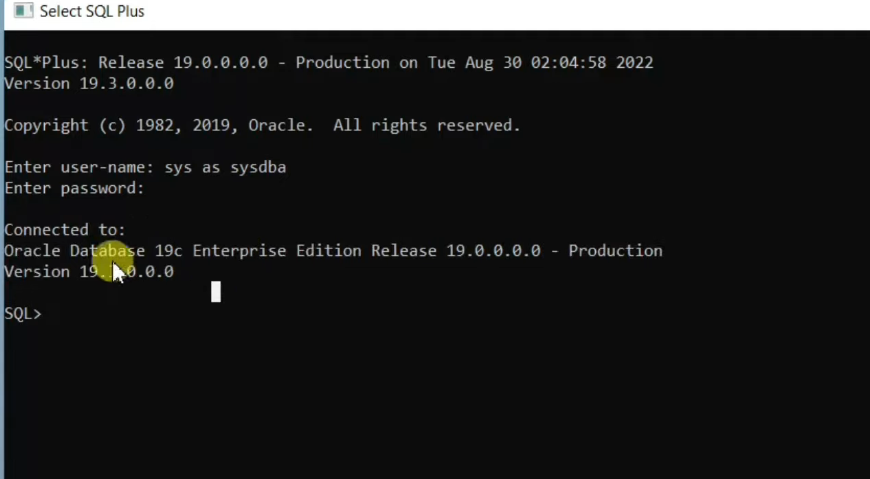 Select SQL Plus
SQL*Plus: Release 19.0.0.0.0 - Production on Tue Aug 30 02:04:58 2022
Version 19.3.0.0.0
Copyright (c) 1982, 2019, Oracle.  All rights reserved.
Enter user-name: sys as sysdba
Enter password:
Connected to:
Oracle Database 19c Enterprise Edition Release 19.0.0.0.0 - Production
Version
SQL>